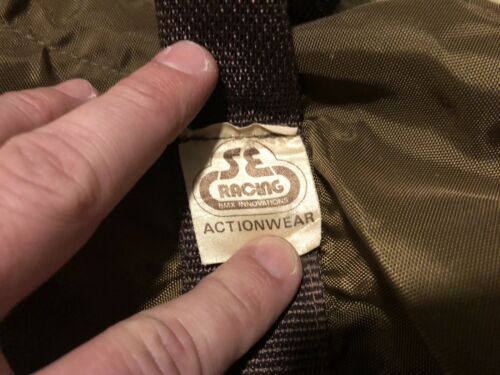 SE
RACING
BMX INNOVATIONS
ACTIONWEAR